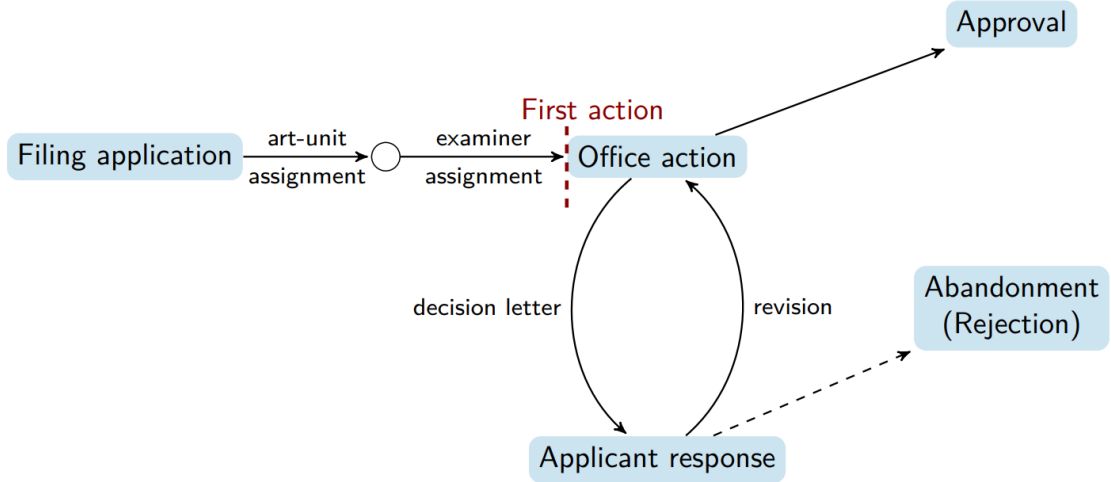 Approval
First action
Filing application
art-unit
assignment
examiner
assignment
Office action
decision letter
revision
Abandonment
(Rejection)
Applicant response